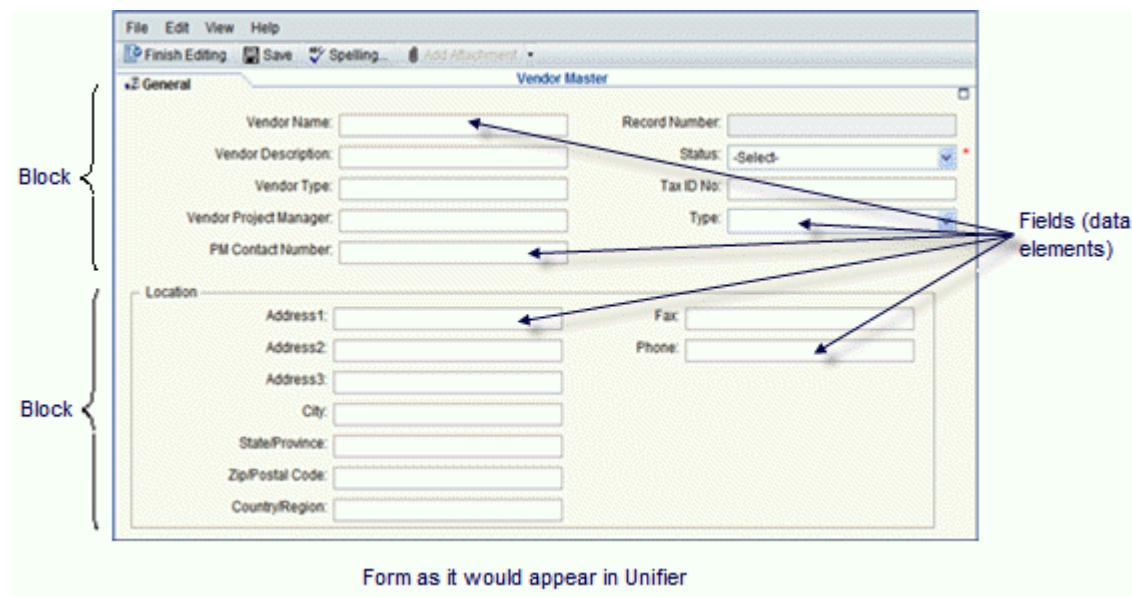 File Edit View Help
Finish Editing Save Spelling... Add Attachment
General Vendor Master
Vendor Name: Record Number:
Vendor Description: Status: -Select- *
Block
Vendor Type: Tax ID No:
Vendor Project Manager: Type:
Fields (data
elements)
PM Contact Number:
Location
Address1: Fax:
Address2: Phone:
Address3:
Block
City:
State/Province:
Zip/Postal Code:
Country/Region:
Form as it would appear in Unifier